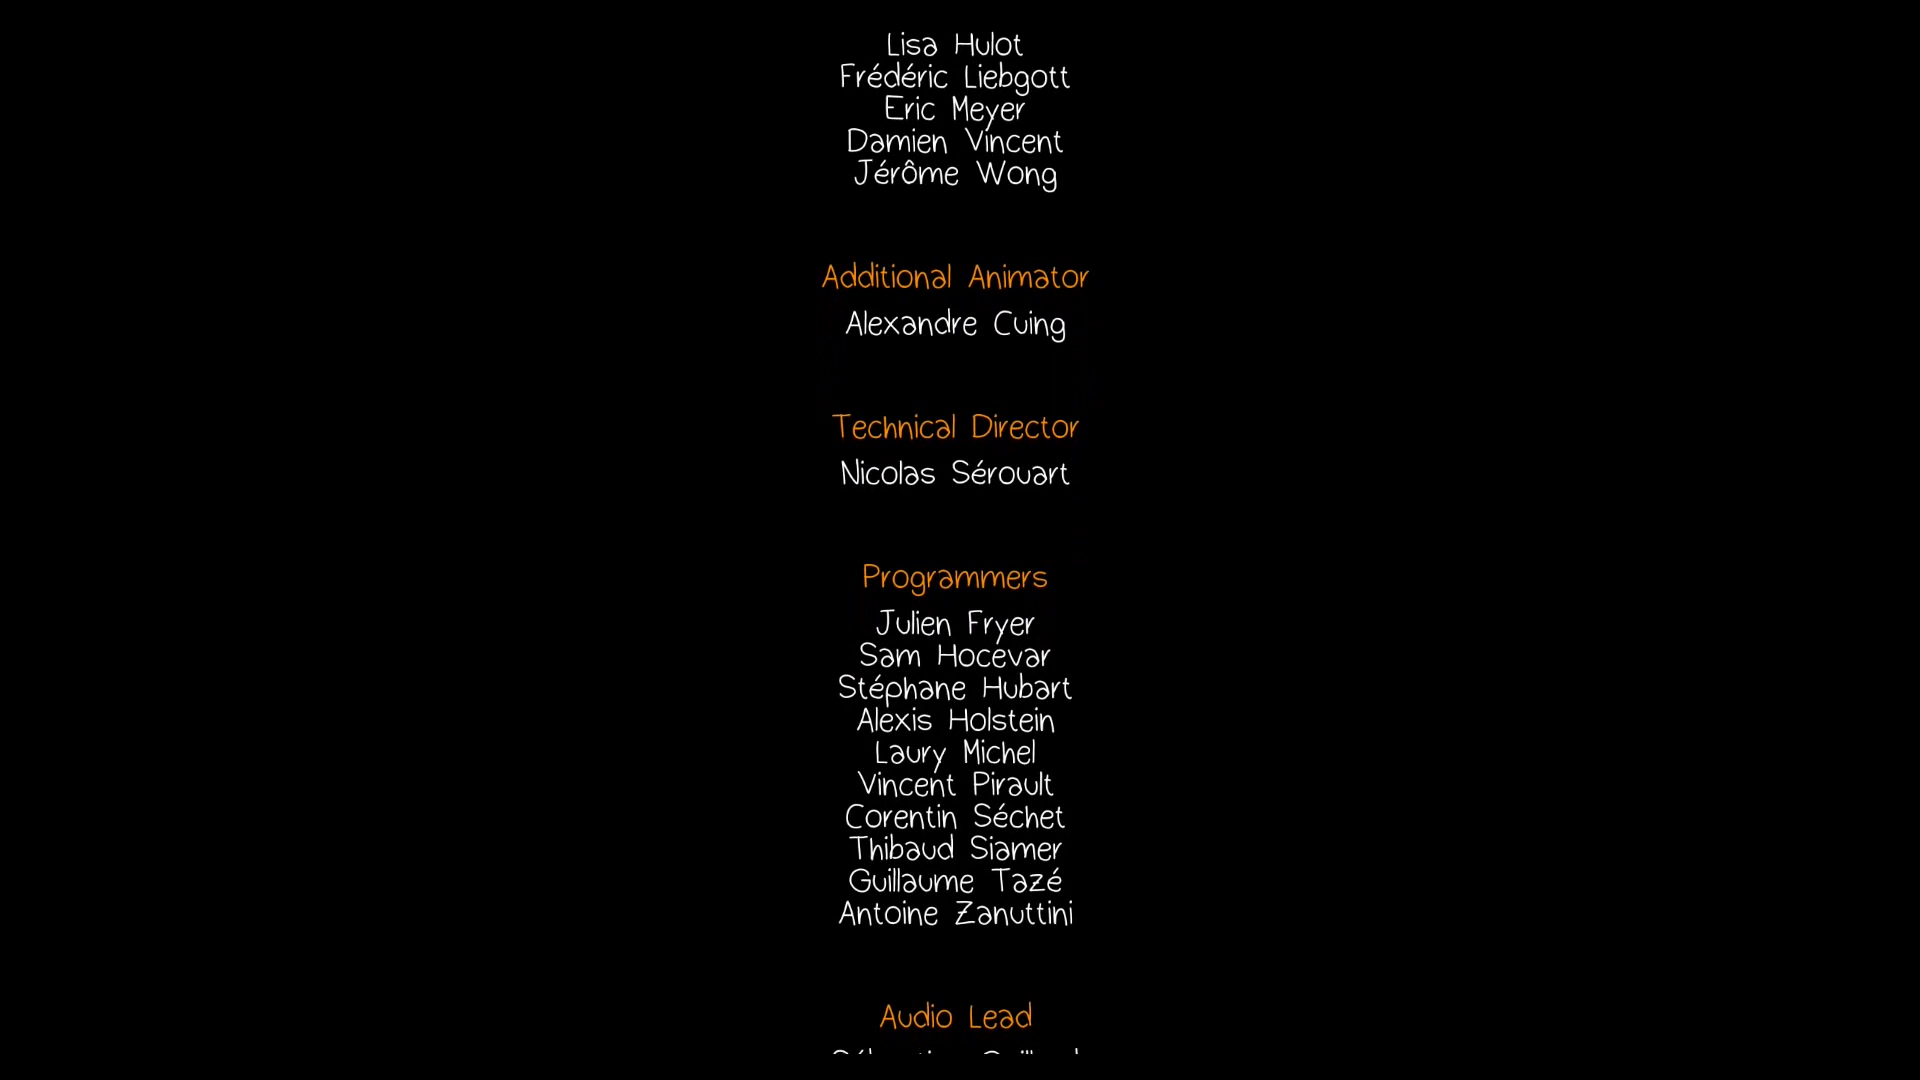 Lisa Hulot
Frédéric Liebgott
Eric Meyer
Damien Vincent
Jérôme Wong
Additional Animator
Alexandre Cuing
Technical Director
Nicolas Sérouart
Programmers
Julien Fryer
Sam Hocevar
Stéphane Hubart
Alexis Holstein
Laury Michel
Vincent Pirault
Corentin Séchet
Thibaud Siamer
Guillaume Tazé
Antoine Zanuttini
Audio Lead